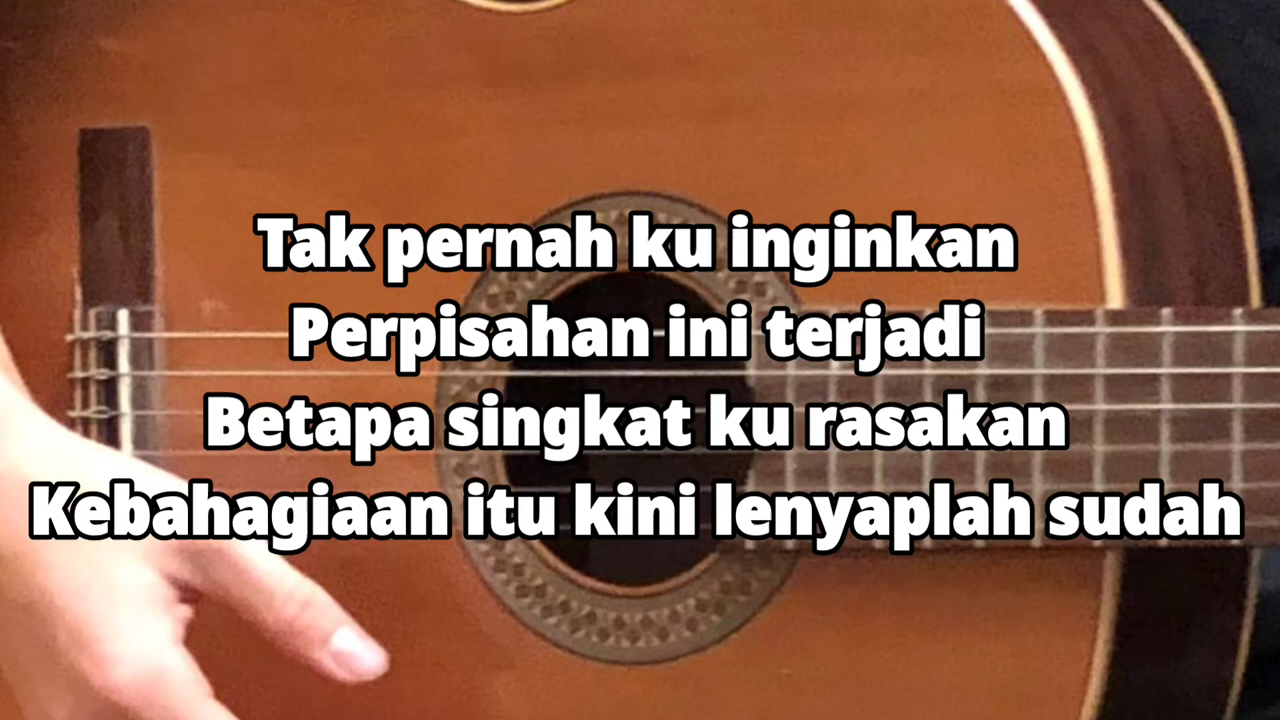 Tak pernah ku inginkan
Perpisahan ini terjadi
Betapa singkat ku rasakan
Kebahagiaan itu kini lenyaplah sudah